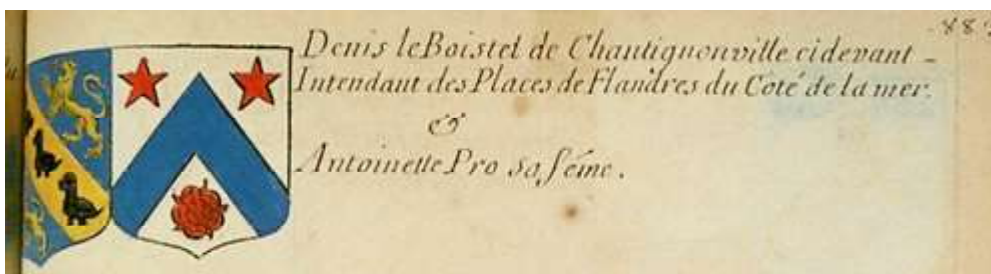 Denis le Boistel de Chantignonville cidevant
Intendant des Places de Flandres du Coté de la mer.
&
Antoinette Pro sa féme.